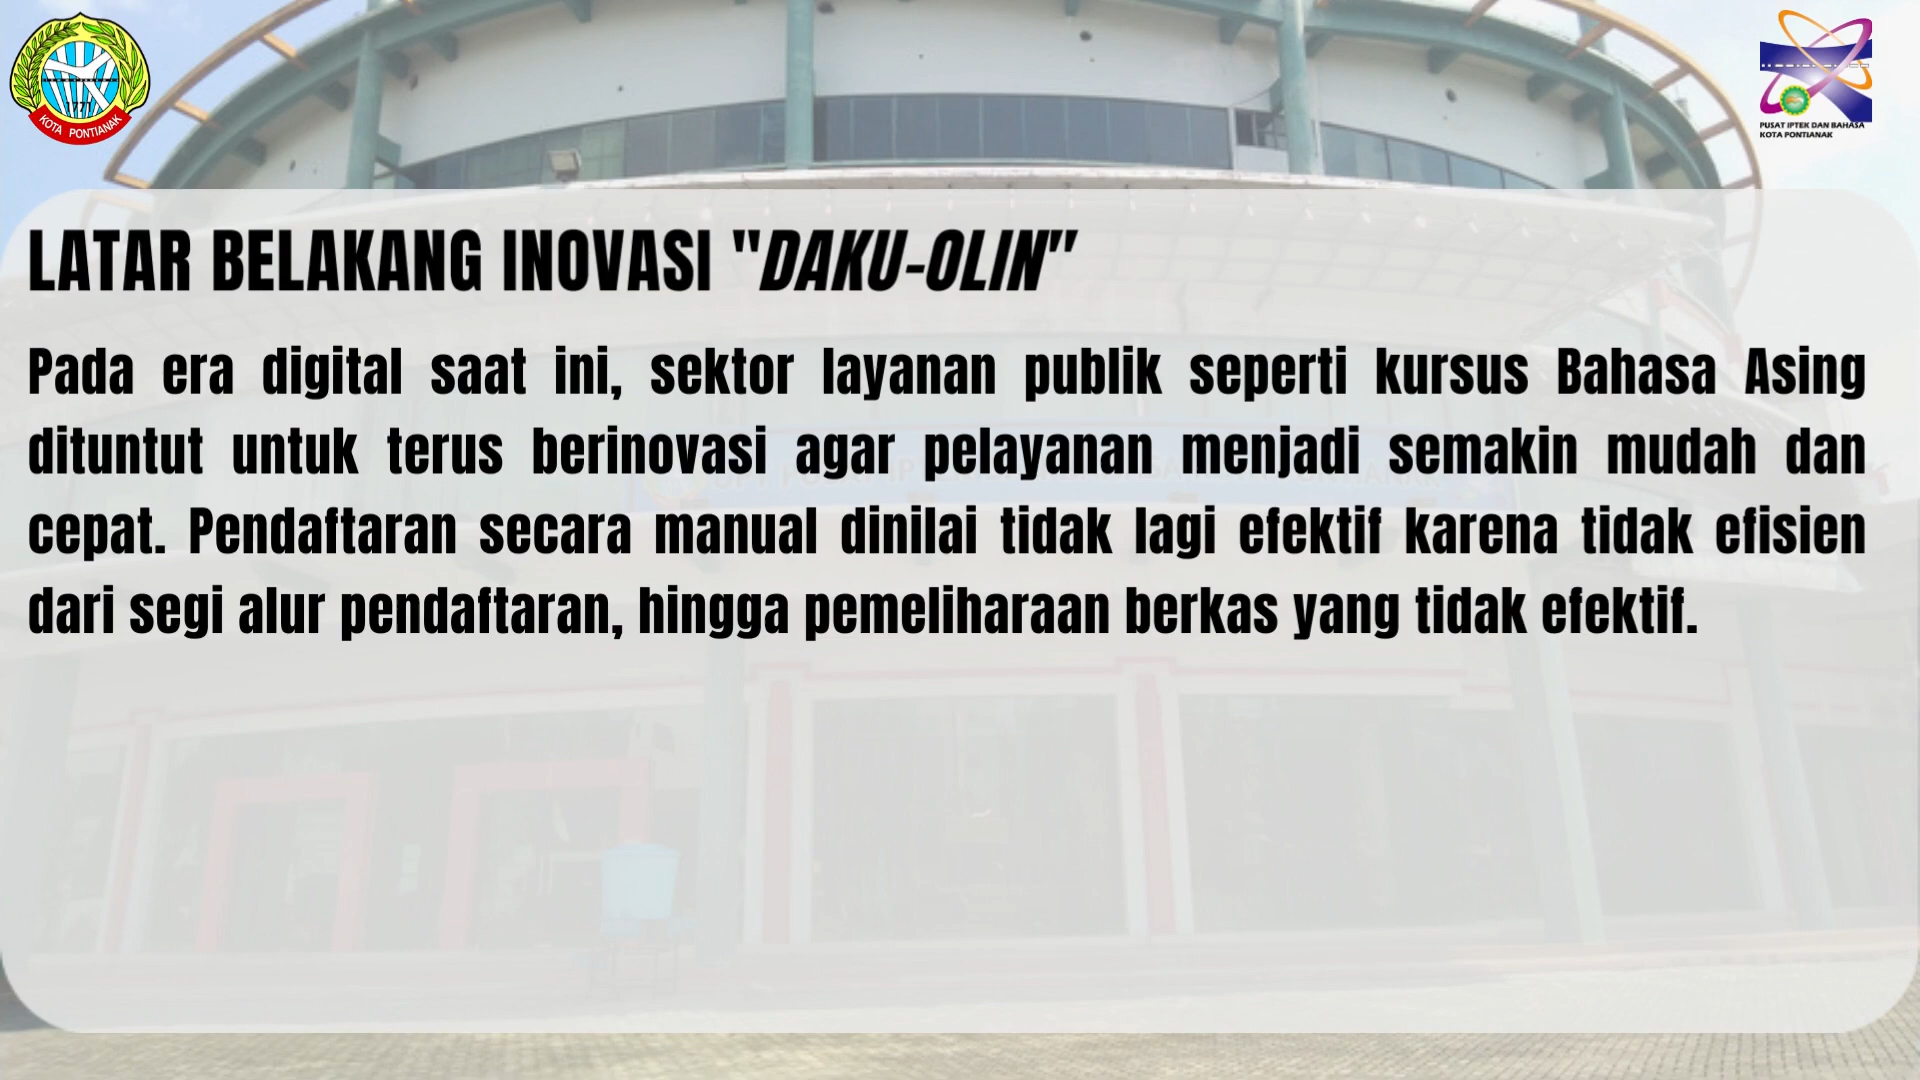 1771
KOTA PONTIANAK
PUSAT IPTEK DAN BAHASA
KOTA PONTIANAK
LATAR BELAKANG INOVASI "DAKU-OLIN"
Pada era digital saat ini, sektor layanan publik seperti kursus Bahasa Asing
dituntut untuk terus berinovasi agar pelayanan menjadi semakin mudah dan
cepat. Pendaftaran secara manual dinilai tidak lagi efektif karena tidak efisien
dari segi alur pendaftaran, hingga pemeliharaan berkas yang tidak efektif.